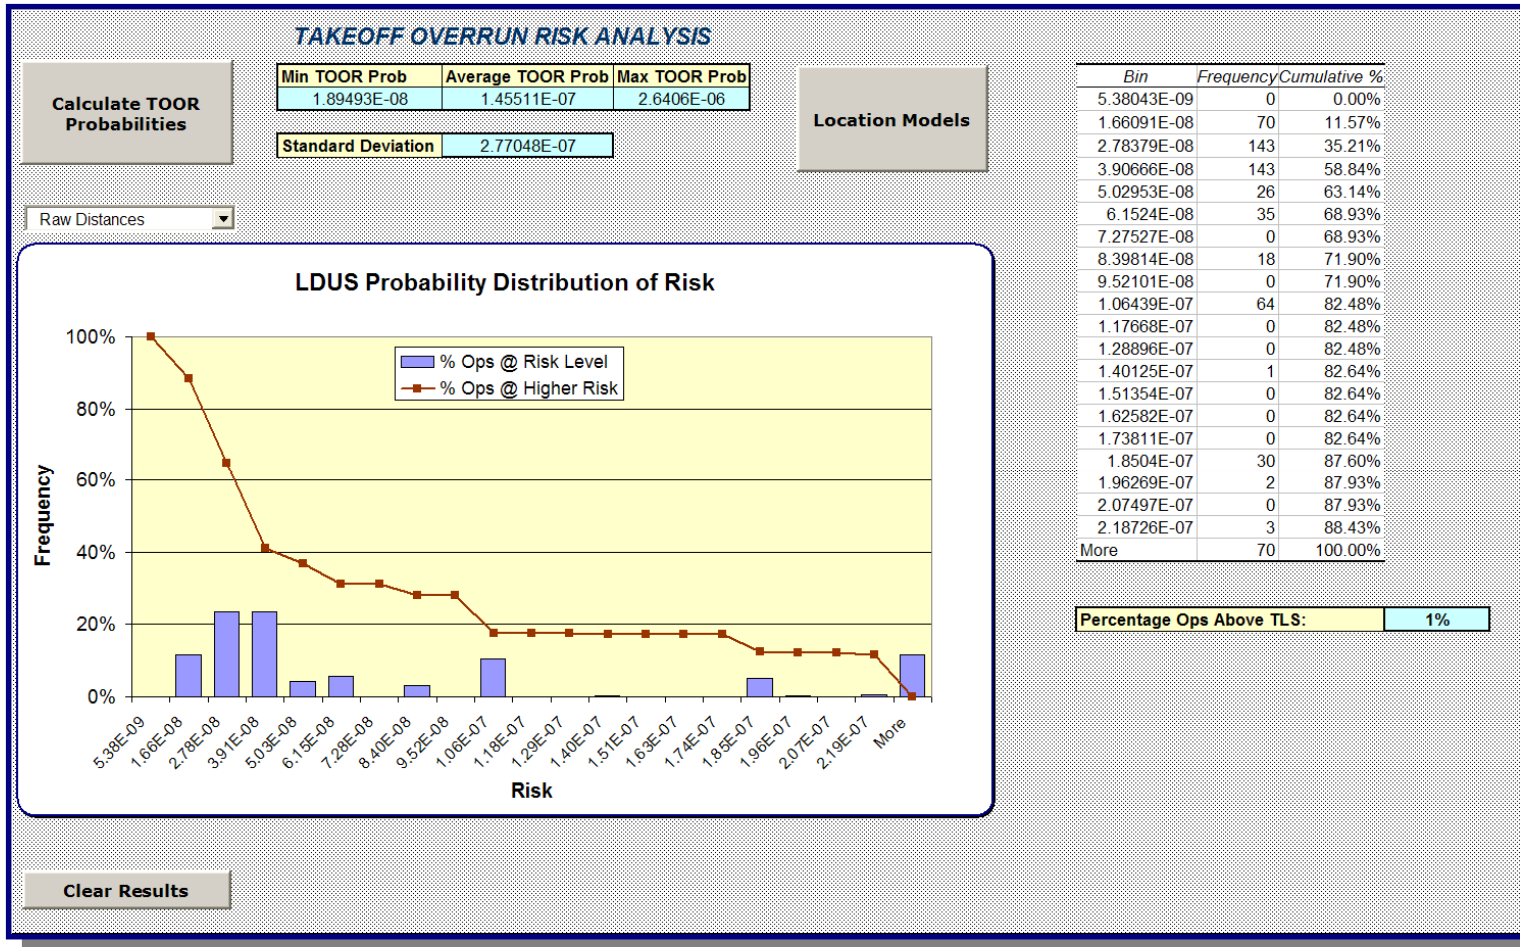 TAKEOFF OVERRUN RISK ANALYSIS
Calculate TOOR
Probabilities
Min TOOR Prob Average TOOR Prob Max TOOR Prob
1.89493E-08 1.45511E-07 2.6406E-06
Standard Deviation 2.77048E-07
Location Models
Raw Distances
LDUS Probability Distribution of Risk
% Ops @ Risk Level
% Ops @ Higher Risk
100%
80%
60%
40%
20%
0%
Frequency
5.38E-09 1.66E-08 2.78E-08 3.91E-08 5.03E-08 6.15E-08 7.28E-08 8.40E-08 9.52E-08 1.06E-07 1.18E-07 1.29E-07 1.40E-07 1.51E-07 1.63E-07 1.74E-07 1.85E-07 1.96E-07 2.07E-07 2.19E-07 More
Risk
Clear Results
Bin Frequency Cumulative %
5.38043E-09 0 0.00%
1.66091E-08 70 11.57%
2.78379E-08 143 35.21%
3.90666E-08 143 58.84%
5.02953E-08 26 63.14%
6.1524E-08 35 68.93%
7.27527E-08 0 68.93%
8.39814E-08 18 71.90%
9.52101E-08 0 71.90%
1.06439E-07 64 82.48%
1.17668E-07 0 82.48%
1.28896E-07 0 82.48%
1.40125E-07 1 82.64%
1.51354E-07 0 82.64%
1.62582E-07 0 82.64%
1.73811E-07 0 82.64%
1.8504E-07 30 87.60%
1.96269E-07 2 87.93%
2.07497E-07 0 87.93%
2.18726E-07 3 88.43%
More 70 100.00%
Percentage Ops Above TLS: 1%